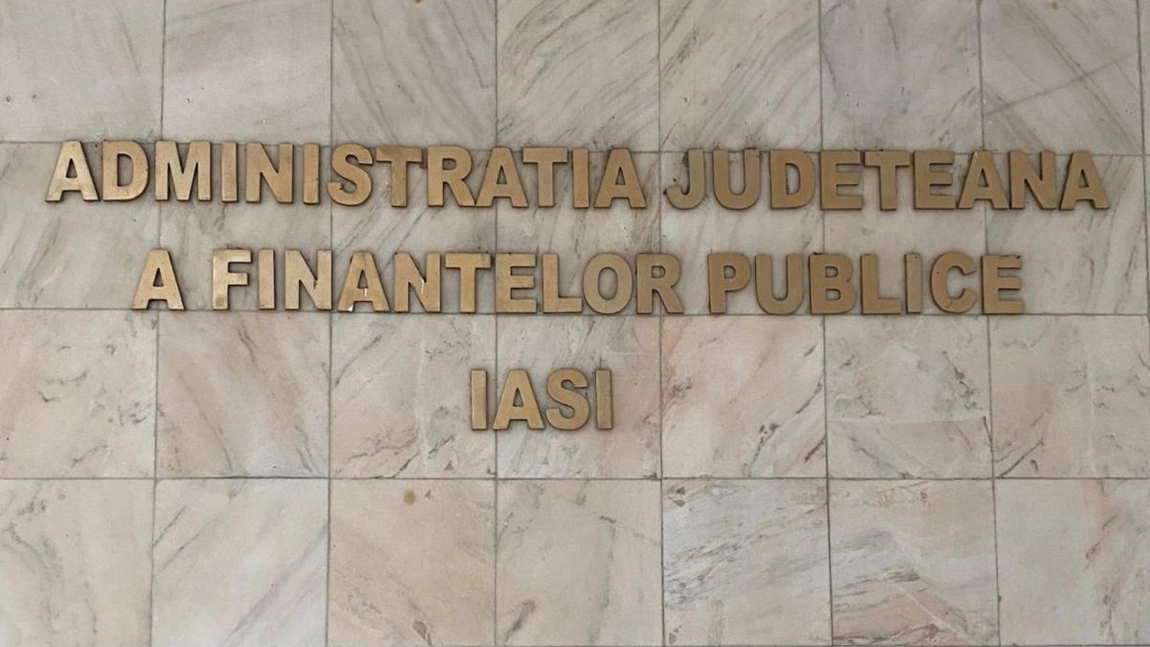 ADMINISTRATIA JUDETEANA
A FINANTELOR PUBLICE
IASI